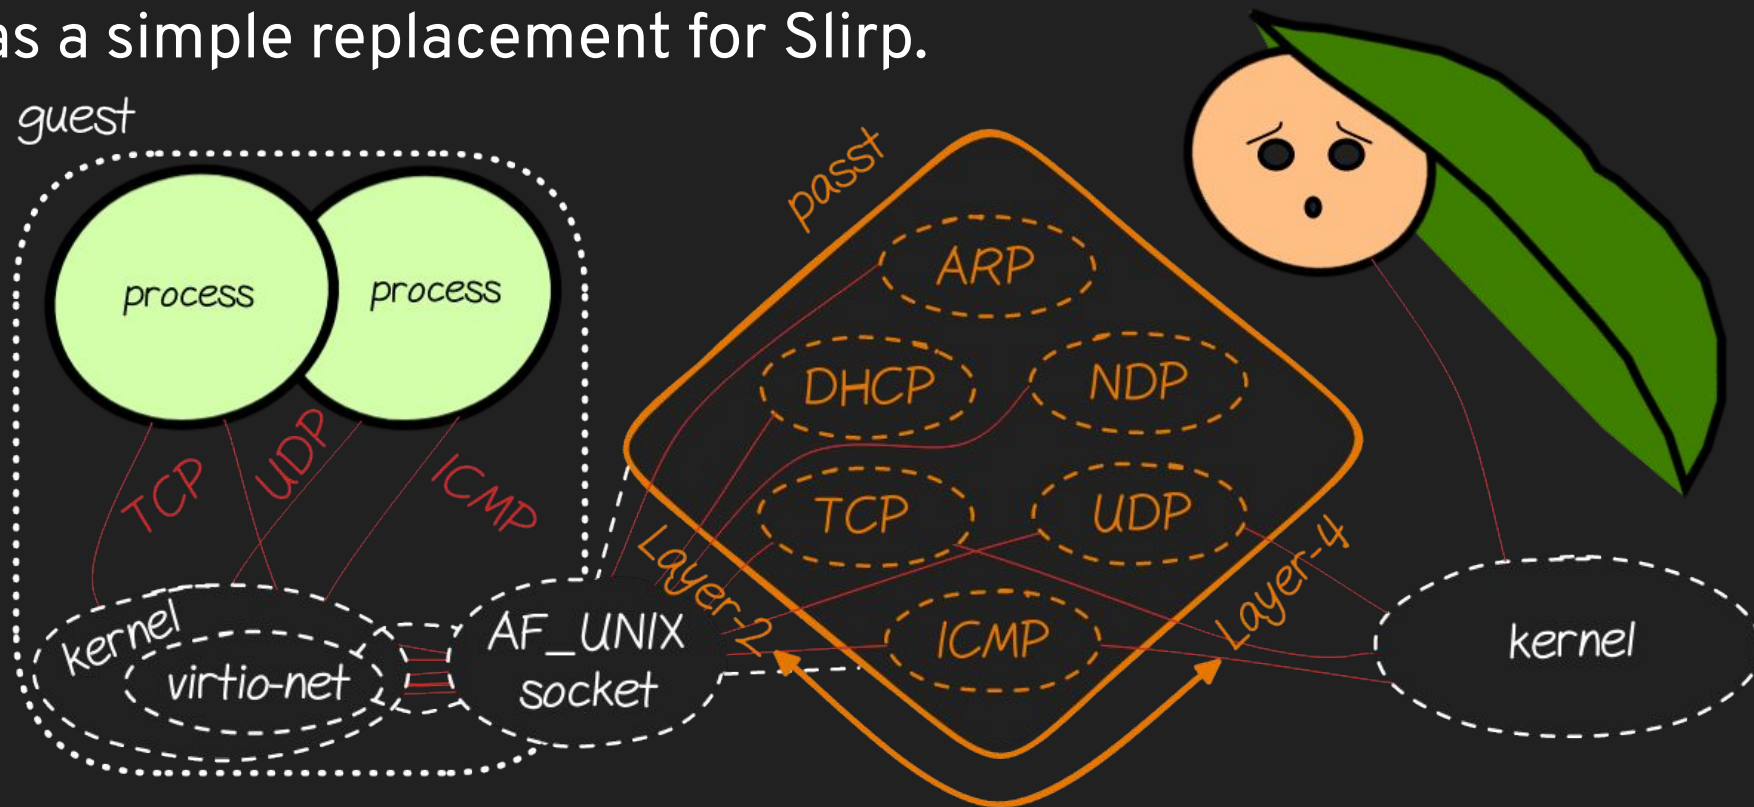 as a simple replacement for Slirp.
guest
process
process
TCP
UDP
ICMP
kernel
virtio-net
AF_UNIX
socket
passt
ARP
DHCP
NDP
TCP
UDP
ICMP
Layer-2
Layer-4
kernel